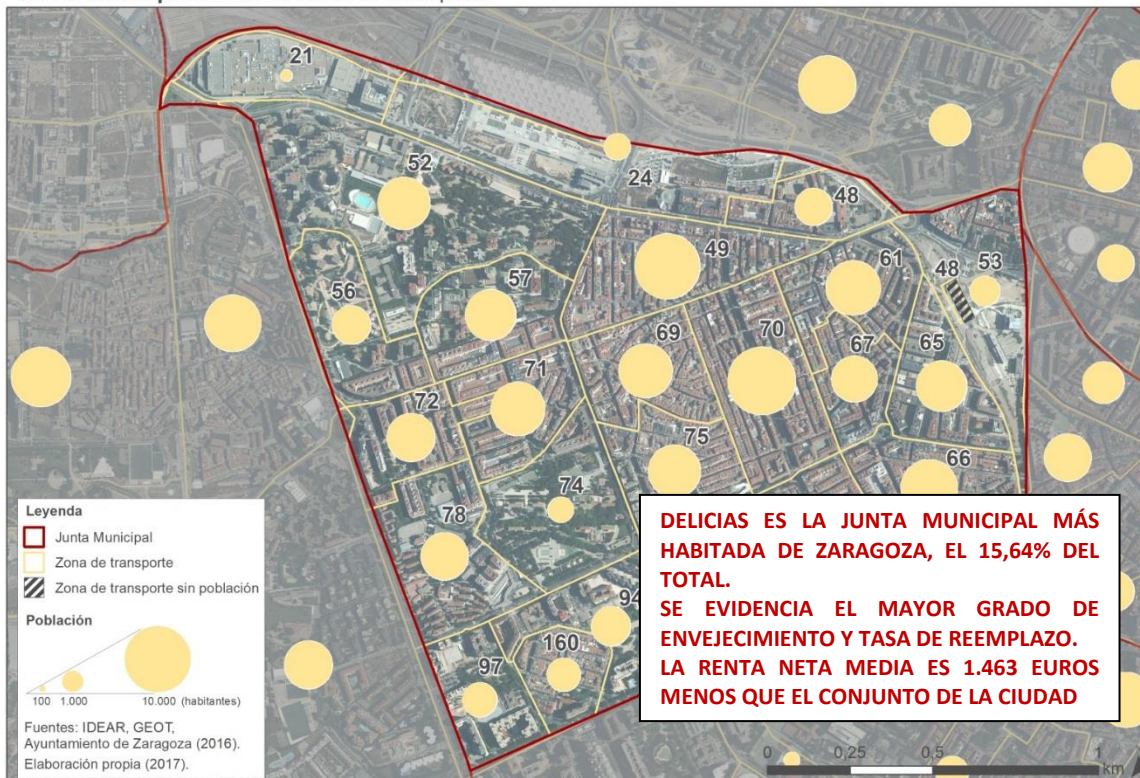 21
52
24
48
49
61
48
53
56
57
69
70
67
65
71
72
75
66
74
78
94
160
97
DELICIAS ES LA JUNTA MUNICIPAL MÁS
HABITADA DE ZARAGOZA, EL 15,64% DEL
TOTAL.
SE EVIDENCIA EL MAYOR GRADO DE
ENVEJECIMIENTO Y TASA DE REEMPLAZO.
LA RENTA NETA MEDIA ES 1.463 EUROS
MENOS QUE EL CONJUNTO DE LA CIUDAD
Leyenda
Junta Municipal
Zona de transporte
Zona de transporte sin población
Población
100 1.000 10.000 (habitantes)
Fuentes: IDEAR, GEOT,
Ayuntamiento de Zaragoza (2016).
Elaboración propia (2017).
0 0,25 0,5 1
km